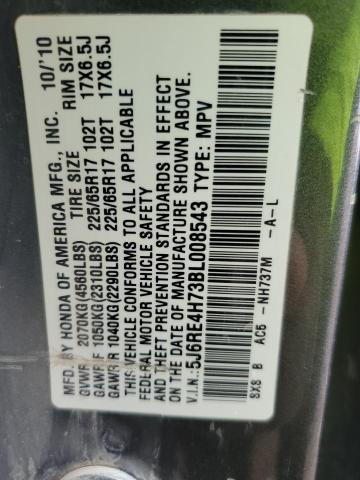 MFD. BY HONDA OF AMERICA MFG., INC. 10/'10
GVWR 2070KG(4560LBS) TIRE SIZE RIM SIZE
GAWR F 1050KG(2310LBS) 225/65R17 102T 17X6.5J
GAWR R 1040KG(2290LBS) 225/65R17 102T 17X6.5J
THIS VEHICLE CONFORMS TO ALL APPLICABLE
FEDERAL MOTOR VEHICLE SAFETY
AND THEFT PREVENTION STANDARDS IN EFFECT
ON THE DATE OF MANUFACTURE SHOWN ABOVE.
V.I.N.: 5J6RE4H73BL008543 TYPE: MPV
SXS B AC5 -NH737M -A-L